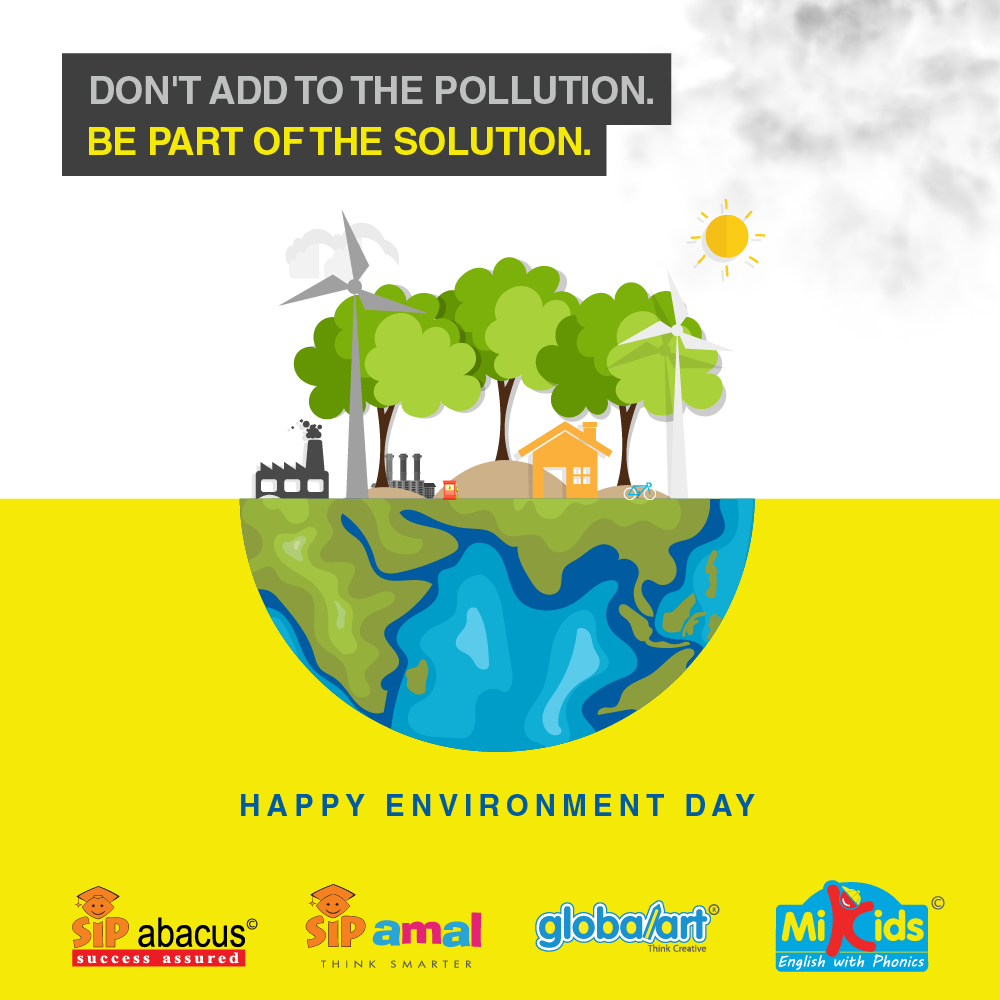 DON'T ADD TO THE POLLUTION.
BE PART OF THE SOLUTION.
HAPPY ENVIRONMENT DAY
SIP abacus©
success assured
SIP amal
THINK SMARTER
globalart®
Think Creative
MiKids©
English with Phonics